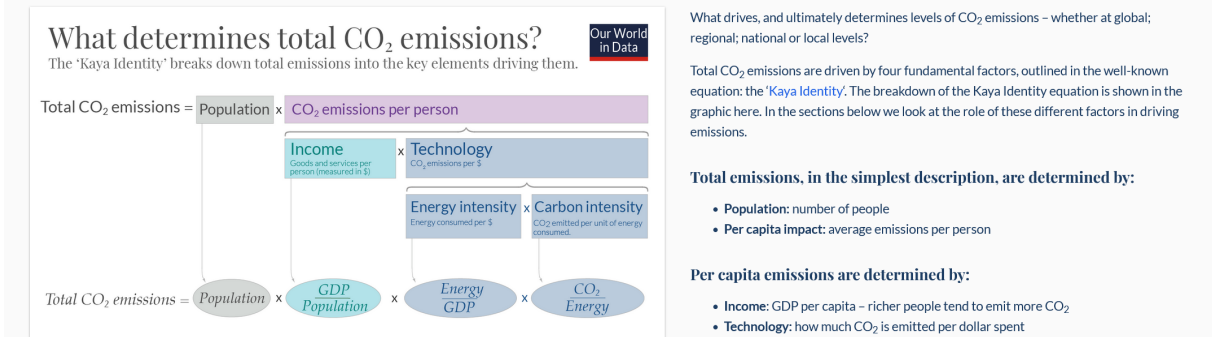 What determines total CO₂ emissions?
The ‘Kaya Identity’ breaks down total emissions into the key elements driving them.
Our World
in Data
Total CO₂ emissions = Population x CO₂ emissions per person
Income x Technology
Goods and services per
person (measured in $)
CO₂ emissions per $
Energy intensity x Carbon intensity
Energy consumed per $
CO2 emitted per unit of energy
consumed.
Total CO₂ emissions = Population x GDP / Population x Energy / GDP x CO₂ / Energy
What drives, and ultimately determines levels of CO₂ emissions – whether at global;
regional; national or local levels?
Total CO₂ emissions are driven by four fundamental factors, outlined in the well-known
equation: the ‘Kaya Identity‘. The breakdown of the Kaya Identity equation is shown in the
graphic here. In the sections below we look at the role of these different factors in driving
emissions.
Total emissions, in the simplest description, are determined by:
• Population: number of people
• Per capita impact: average emissions per person
Per capita emissions are determined by:
• Income: GDP per capita – richer people tend to emit more CO₂
• Technology: how much CO₂ is emitted per dollar spent